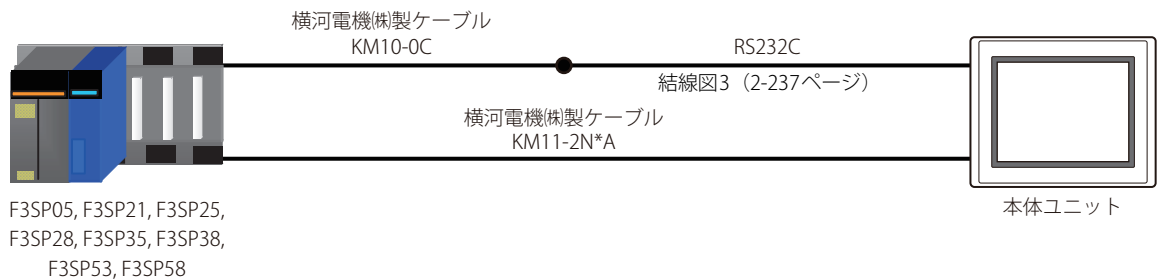 横河電機㈱製ケーブル
KM10-0C
RS232C
結線図3（2-237ページ）
横河電機㈱製ケーブル
KM11-2N*A
F3SP05, F3SP21, F3SP25,
F3SP28, F3SP35, F3SP38,
F3SP53, F3SP58
本体ユニット